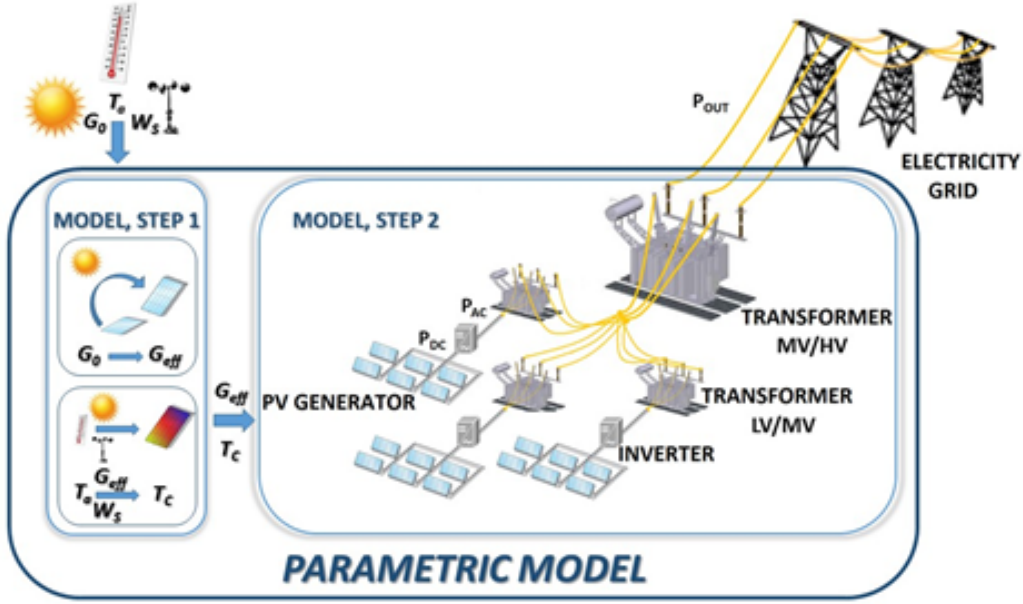 Ta
G0 WS
POUT
ELECTRICITY
GRID
MODEL, STEP 1
G0 Geff
Geff
Ta TC
WS
Geff
TC
MODEL, STEP 2
PAC
PDC
PV GENERATOR
TRANSFORMER
MV/HV
TRANSFORMER
LV/MV
INVERTER
PARAMETRIC MODEL